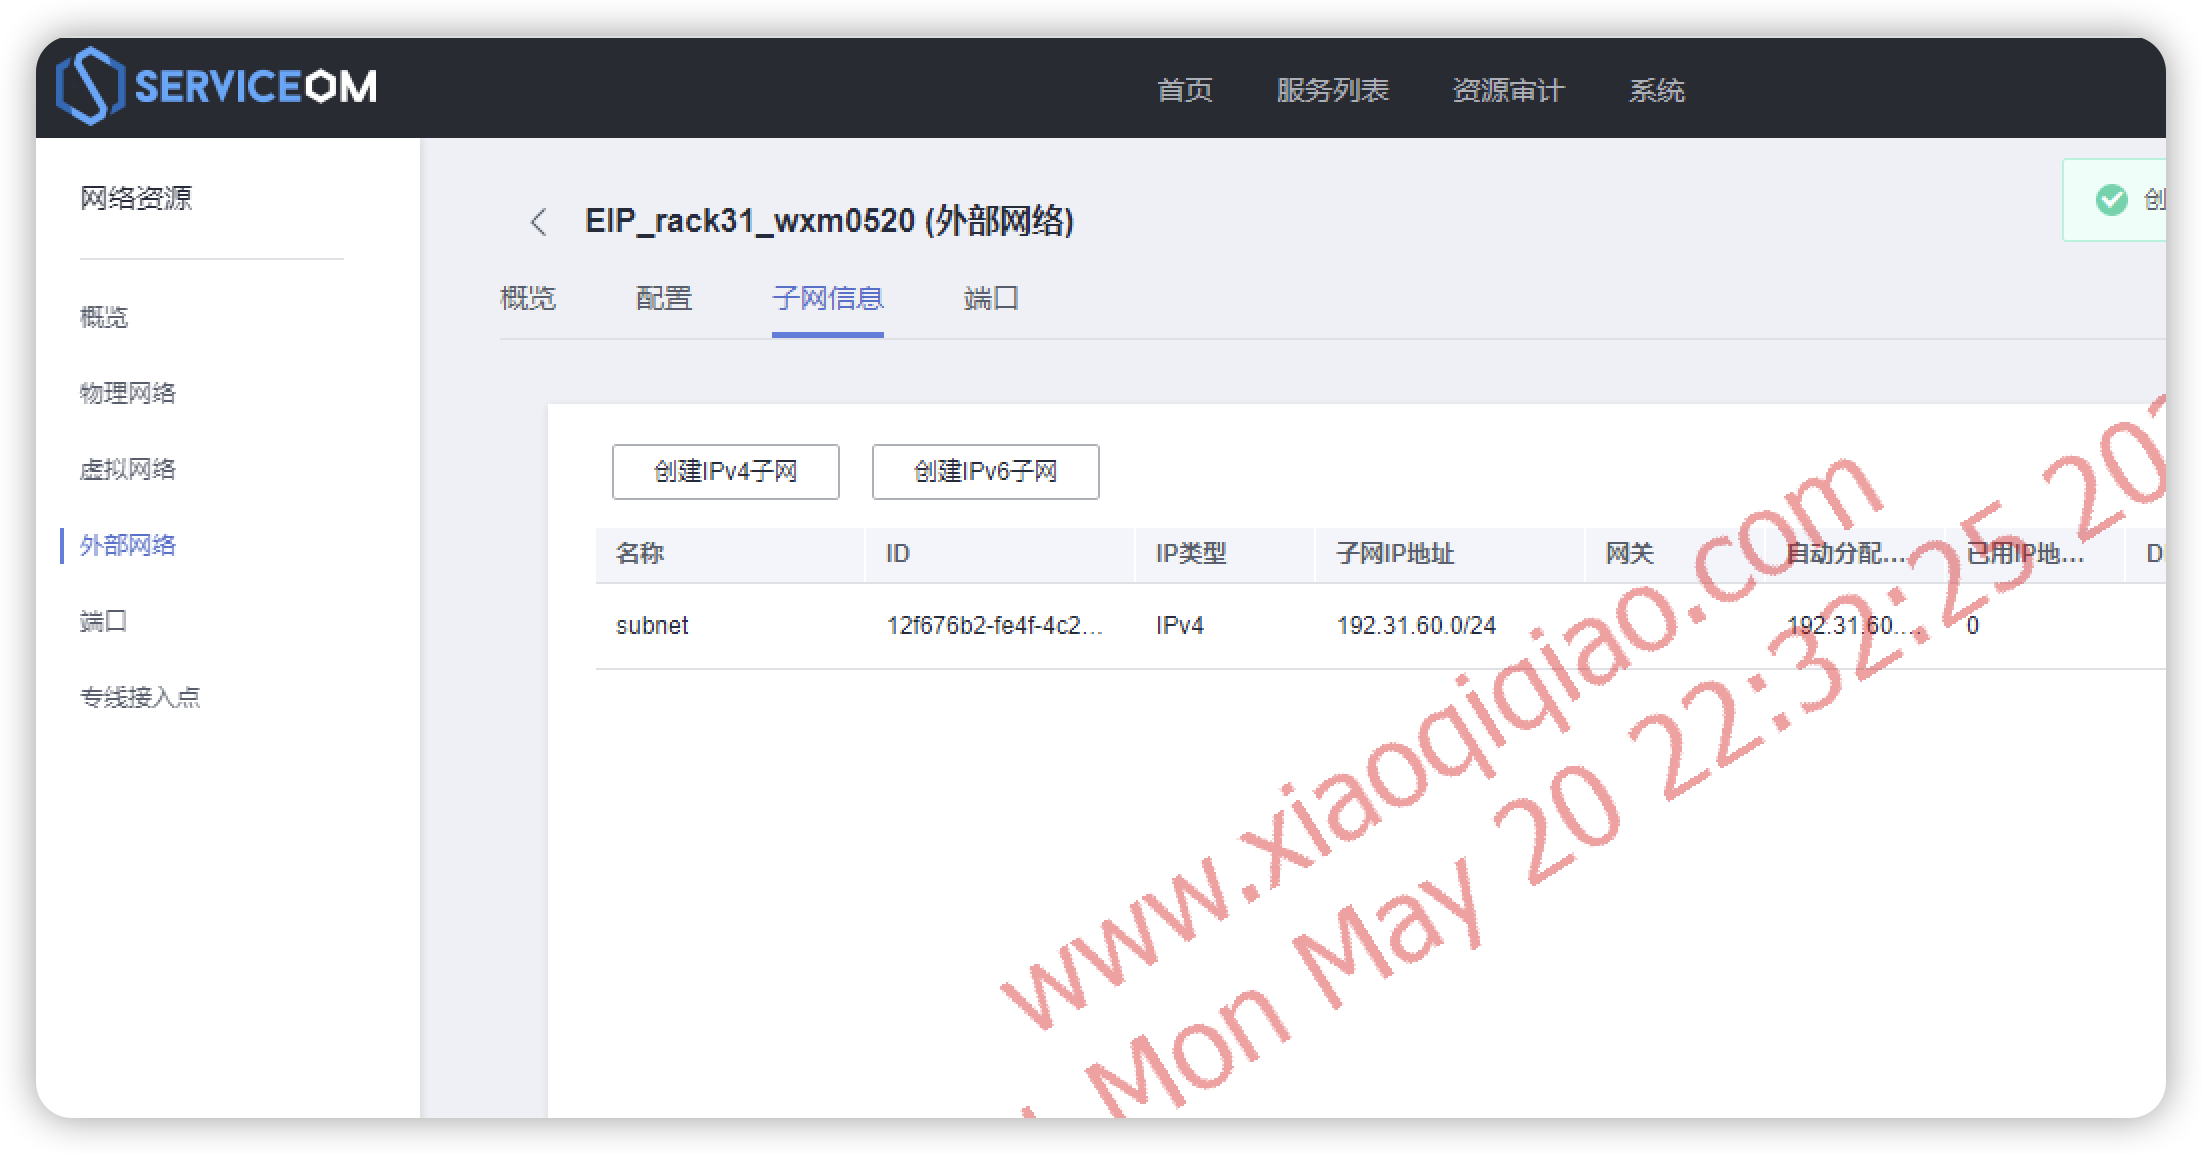 SERVICEOM
首页 服务列表 资源审计 系统
网络资源
概览
物理网络
虚拟网络
外部网络
端口
专线接入点
EIP_rack31_wxm0520 (外部网络)
创
概览 配置 子网信息 端口
创建IPv4子网 创建IPv6子网
名称 ID IP类型 子网IP地址 网关 自动分配... 已用IP地... D
subnet 12f676b2-fe4f-4c2... IPv4 192.31.60.0/24 192.31.60.... 0
www.xiaoqiqiao.com
Mon May 20 22:32:25 20